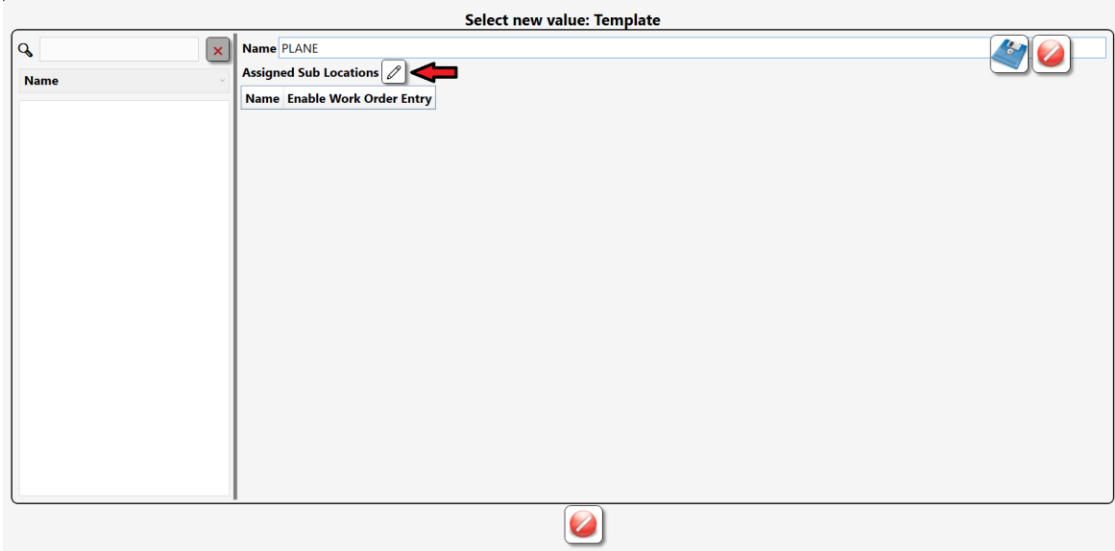 Select new value: Template
Name PLANE
Assigned Sub Locations
Name
Name Enable Work Order Entry